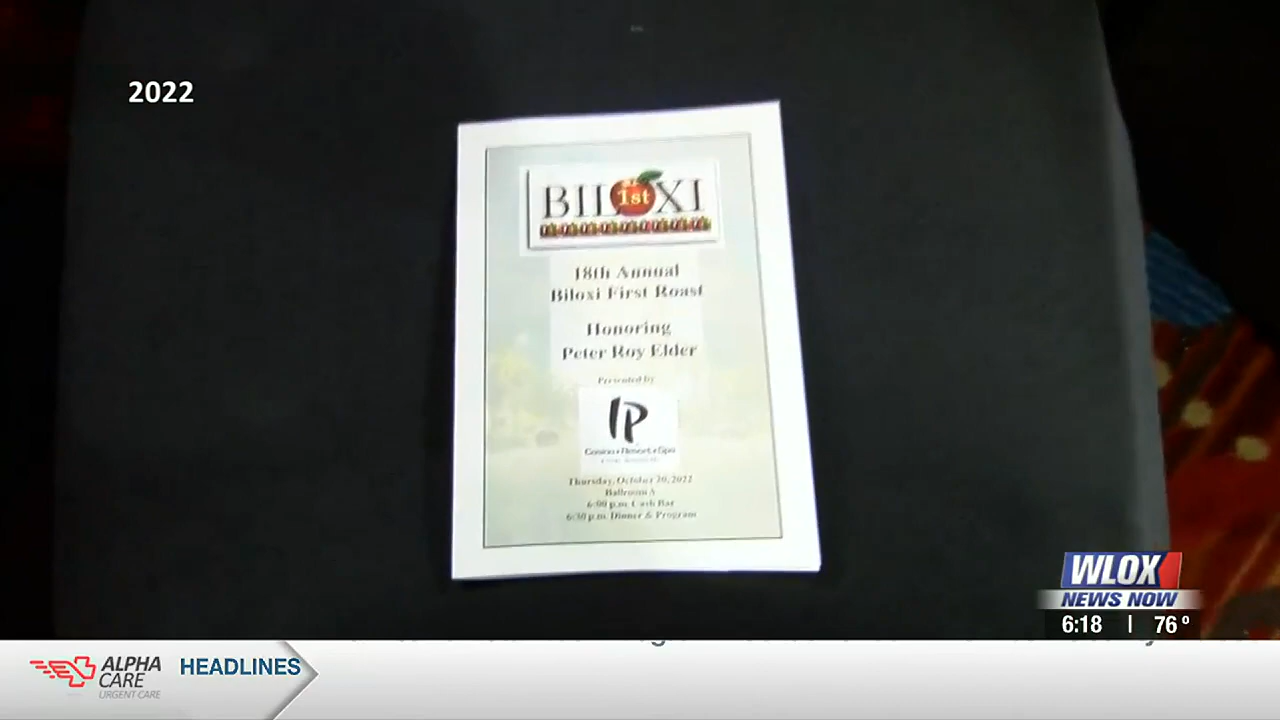 2022
BILOXI
1st
18th Annual
Biloxi First Roast
Honoring
Peter Roy Elder
Presented by
IP
Casino • Resort • Spa
Thursday, October 20, 2022
Ballroom A
6:00 p.m. Cash Bar
6:30 p.m. Dinner & Program
WLOX
NEWS NOW
6:18 | 76°
ALPHA
CARE
URGENT CARE
HEADLINES